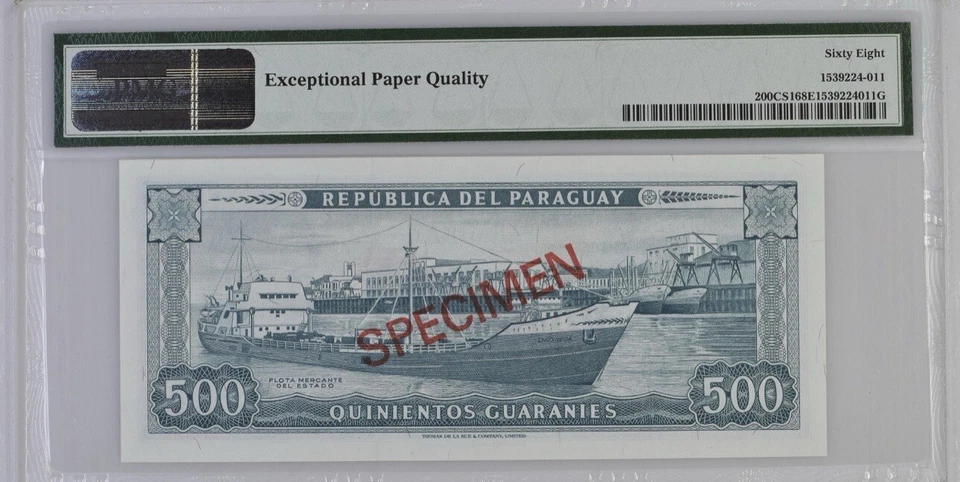 PMG
Exceptional Paper Quality
Sixty Eight
1539224-011
200CS168E1539224011G
REPUBLICA DEL PARAGUAY
SPECIMEN
FLOTA MERCANTE
DEL ESTADO
500
500
QUINIENTOS GUARANIES
THOMAS DE LA RUE & COMPANY, LIMITED